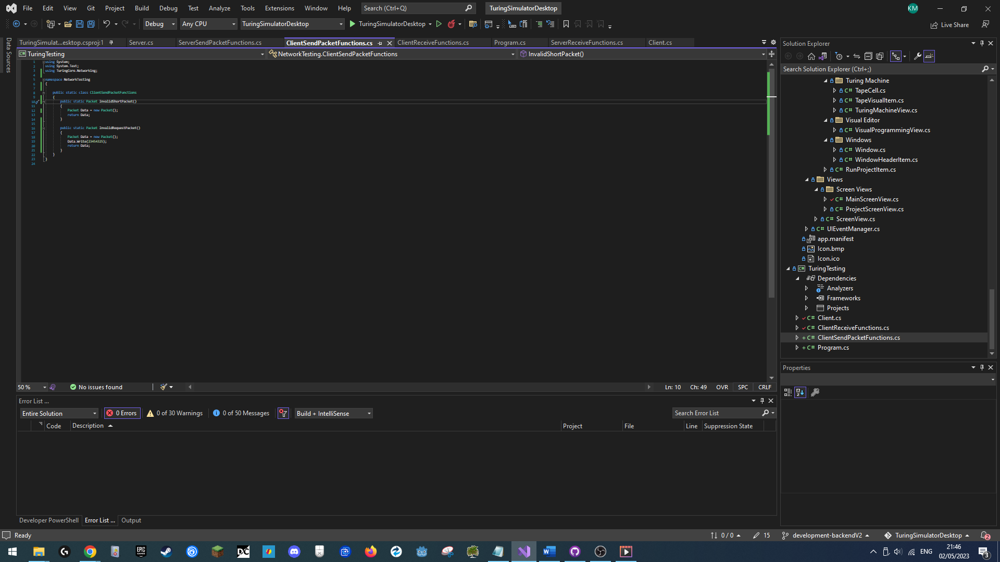 File Edit View Git Project Build Debug Test Analyze Tools Extensions Window Help Search (Ctrl+Q) TuringSimulatorDesktop KM
Debug Any CPU TuringSimulatorDesktop TuringSimulatorDesktop Live Share
Data Sources
TuringSimulat...esktop.csproj:1 Server.cs ServerSendPacketFunctions.cs ClientSendPacketFunctions.cs ClientReceiveFunctions.cs Program.cs ServerReceiveFunctions.cs Client.cs
TuringTesting NetworkTesting.ClientSendPacketFunctions InvalidShortPacket()
1 using System;
2 using System.Text;
3 using TuringCore.Networking;
4
5 namespace NetworkTesting
6 {
7
8 public static class ClientSendPacketFunctions
9 {
10 public static Packet InvalidShortPacket()
11 {
12 Packet Data = new Packet();
13 return Data;
14 }
15
16 public static Packet InvalidRequestPacket()
17 {
18 Packet Data = new Packet();
19 Data.Write(23454325);
20 return Data;
21 }
22 }
23 }
24
50 % No issues found Ln: 10 Ch: 49 OVR SPC CRLF
Error List ...
Entire Solution 0 Errors 0 of 30 Warnings 0 of 50 Messages Build + IntelliSense Search Error List
Code Description Project File Line Suppression State
Developer PowerShell Error List ... Output
Solution Explorer
Search Solution Explorer (Ctrl+;)
Turing Machine
C# TapeCell.cs
C# TapeVisualItem.cs
C# TuringMachineView.cs
Visual Editor
C# VisualProgrammingView.cs
Windows
C# Window.cs
C# WindowHeaderItem.cs
C# RunProjectItem.cs
Views
Screen Views
C# MainScreenView.cs
C# ProjectScreenView.cs
C# ScreenView.cs
C# UIEventManager.cs
app.manifest
Icon.bmp
Icon.ico
C# TuringTesting
Dependencies
Analyzers
Frameworks
Projects
C# Client.cs
C# ClientReceiveFunctions.cs
C# ClientSendPacketFunctions.cs
C# Program.cs
Properties
Ready 0 / 0 15 development-backendV2 TuringSimulatorDesktop 2
EPIC GAMES DC ENG 21:46
02/05/2023 3